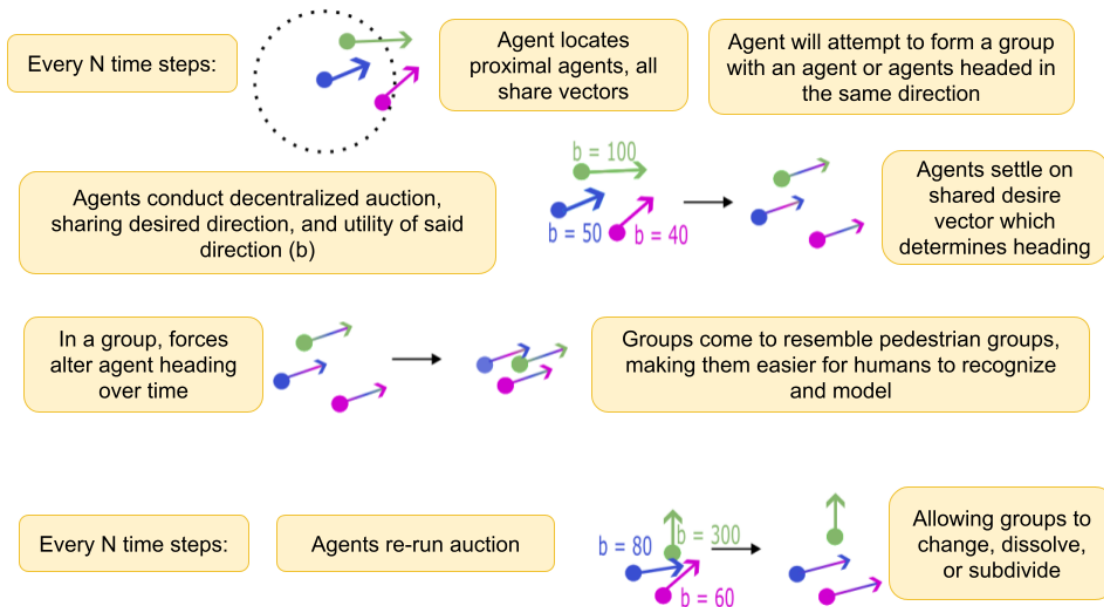 Every N time steps:
Agent locates
proximal agents, all
share vectors
Agent will attempt to form a group
with an agent or agents headed in
the same direction
Agents conduct decentralized auction,
sharing desired direction, and utility of said
direction (b)
b = 100
b = 50
b = 40
Agents settle on
shared desire
vector which
determines heading
In a group, forces
alter agent heading
over time
Groups come to resemble pedestrian groups,
making them easier for humans to recognize
and model
Every N time steps:
Agents re-run auction
b = 80
b = 300
b = 60
Allowing groups to
change, dissolve,
or subdivide